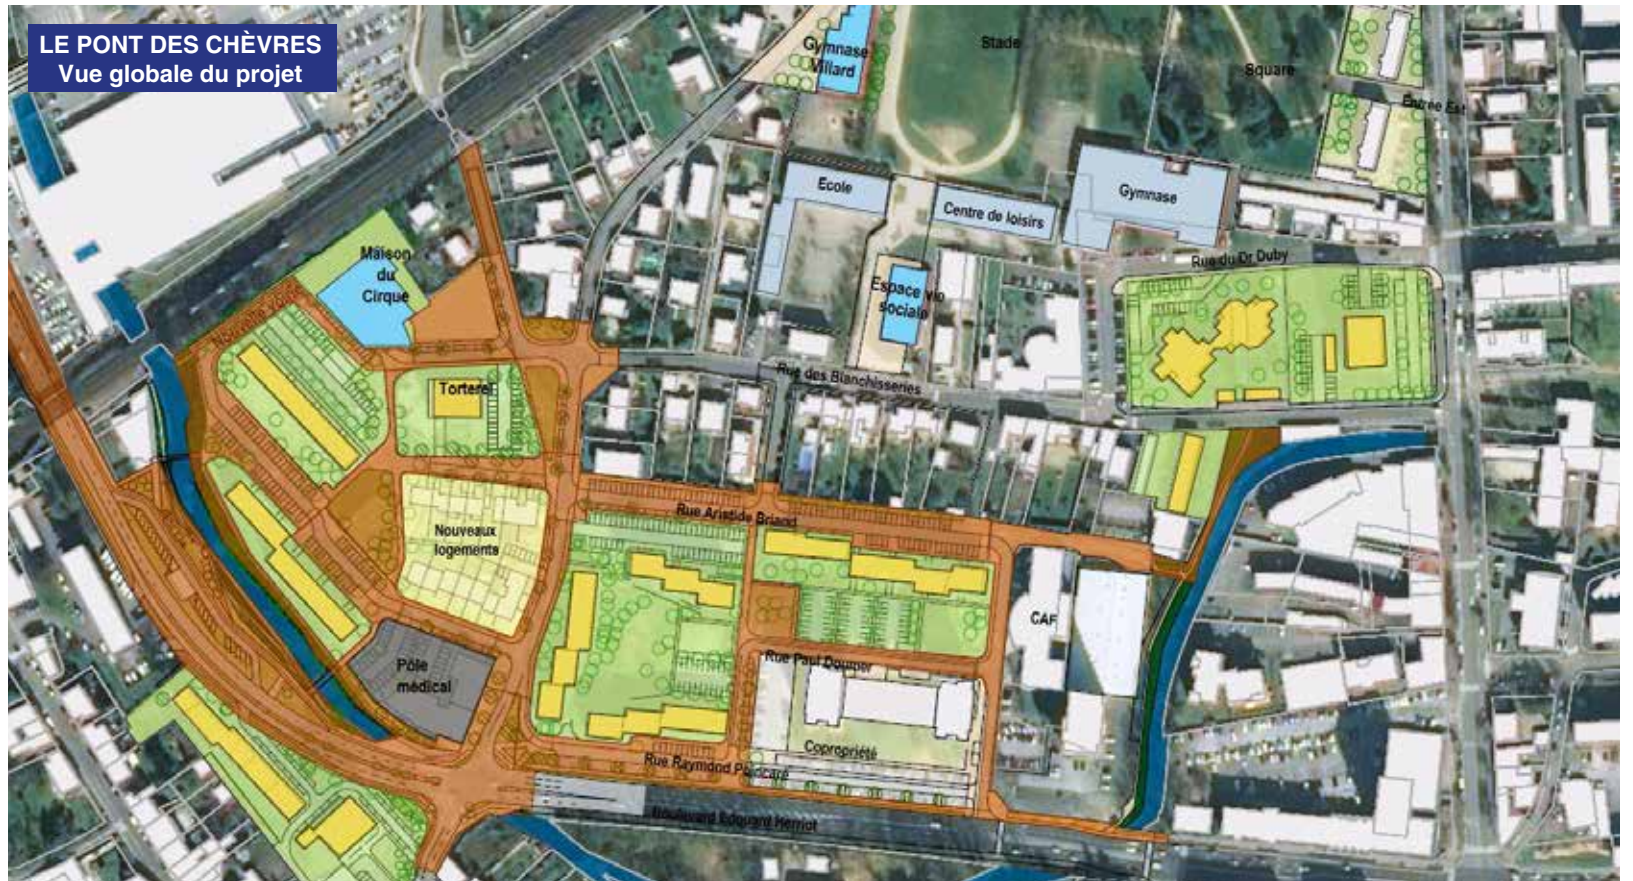 LE PONT DES CHÈVRES
Vue globale du projet
Gymnase
Villard
Stade
Square
Entrée Est
Ecole
Centre de loisirs
Gymnase
Rue du Dr Duby
Maison
du
Cirque
Espace vie
sociale
Nouvelle Voie
Torterel
Rue des Blanchisseries
Rue Aristide Briand
Nouveaux
logements
CAF
Pôle
médical
Rue Paul Doumer
Copropriété
Rue Raymond Poincaré
Boulevard Edouard Herriot